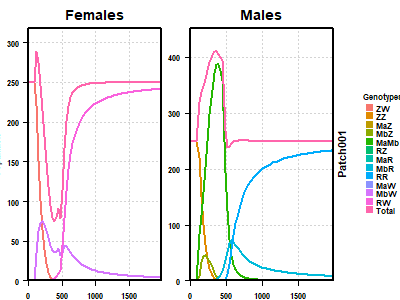 Females
Males
300
250
200
150
100
50
0
0
500
1000
1500
400
300
200
100
0
0
500
1000
1500
Patch001
Genotype
ZW
ZZ
MaZ
MbZ
MaMb
RZ
MaR
MbR
RR
MaW
MbW
RW
Total